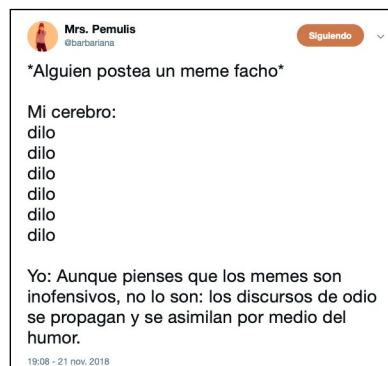 Mrs. Pemulis
@barbariana
Siguiendo
*Alguien postea un meme facho*
Mi cerebro:
dilo
dilo
dilo
dilo
dilo
dilo
Yo: Aunque pienses que los memes son
inofensivos, no lo son: los discursos de odio
se propagan y se asimilan por medio del
humor.
19:08 - 21 nov. 2018